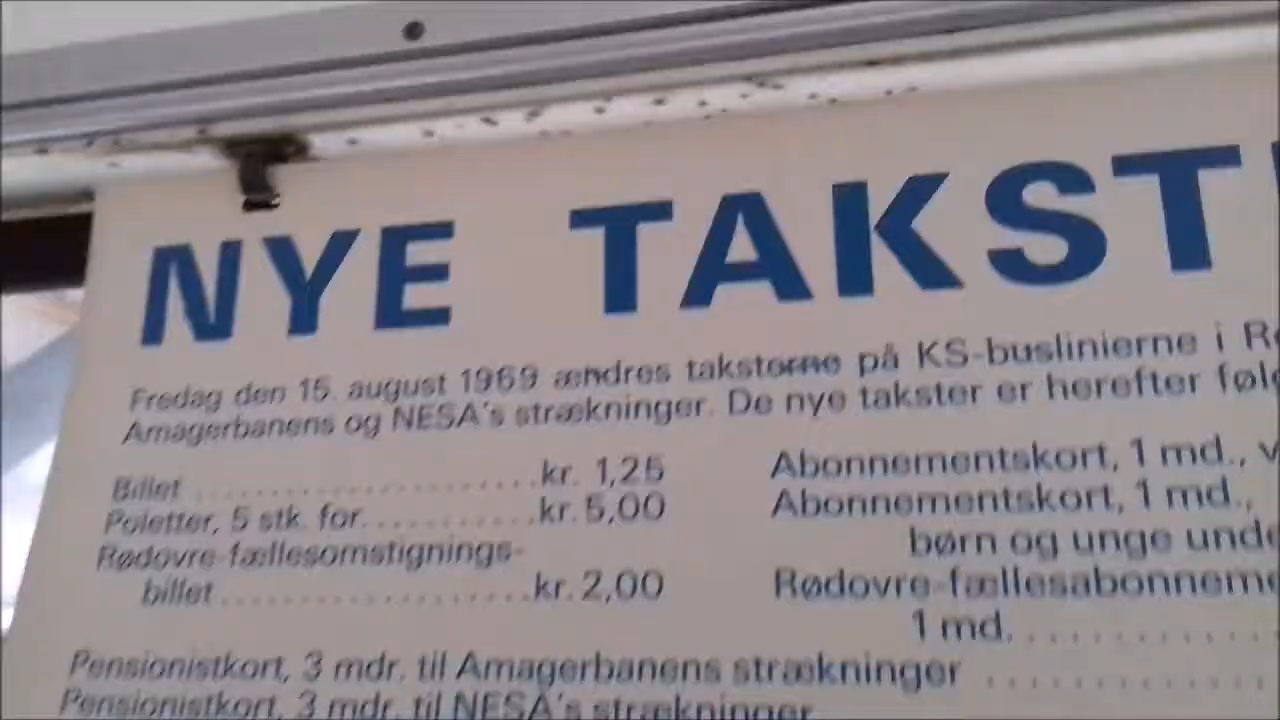 NYE TAKST
Fredag den 15. august 1969 ændres taksterne på KS-buslinierne i
Amagerbanens og NESA's strækninger. De nye takster er herefter
Billet ......................kr. 1,25
Poletter, 5 stk. for............kr. 5,00
Rødovre-fællesomstignings-
billet ....................kr. 2,00
Abonnementskort, 1 md.,
Abonnementskort, 1 md.,
børn og unge
Rødovre-fællesabonneme
1 md. ..............
Pensionistkort, 3 mdr. til Amagerbanens strækninger ..............
Pensionistkort, 3 mdr. til NESA's strækninger